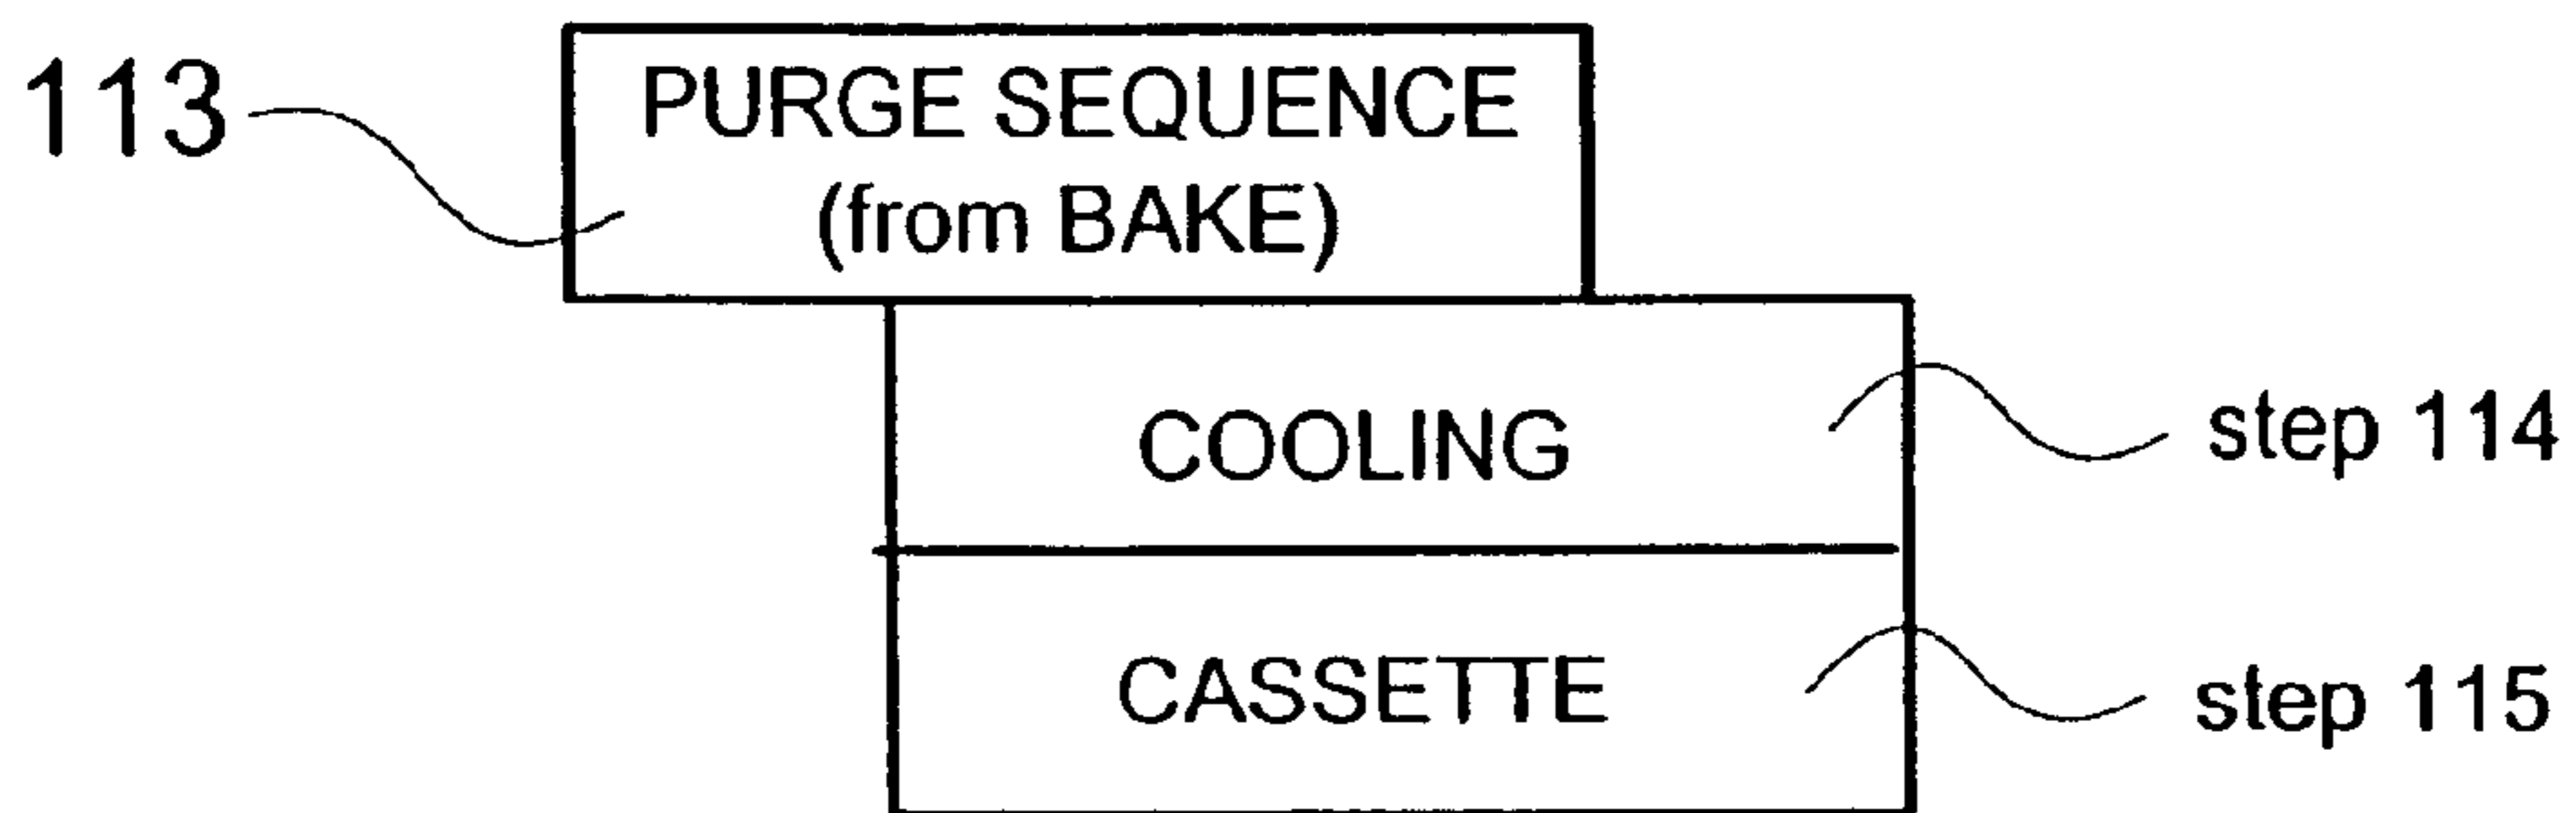 113
PURGE SEQUENCE
(from BAKE)
COOLING
step 114
CASSETTE
step 115